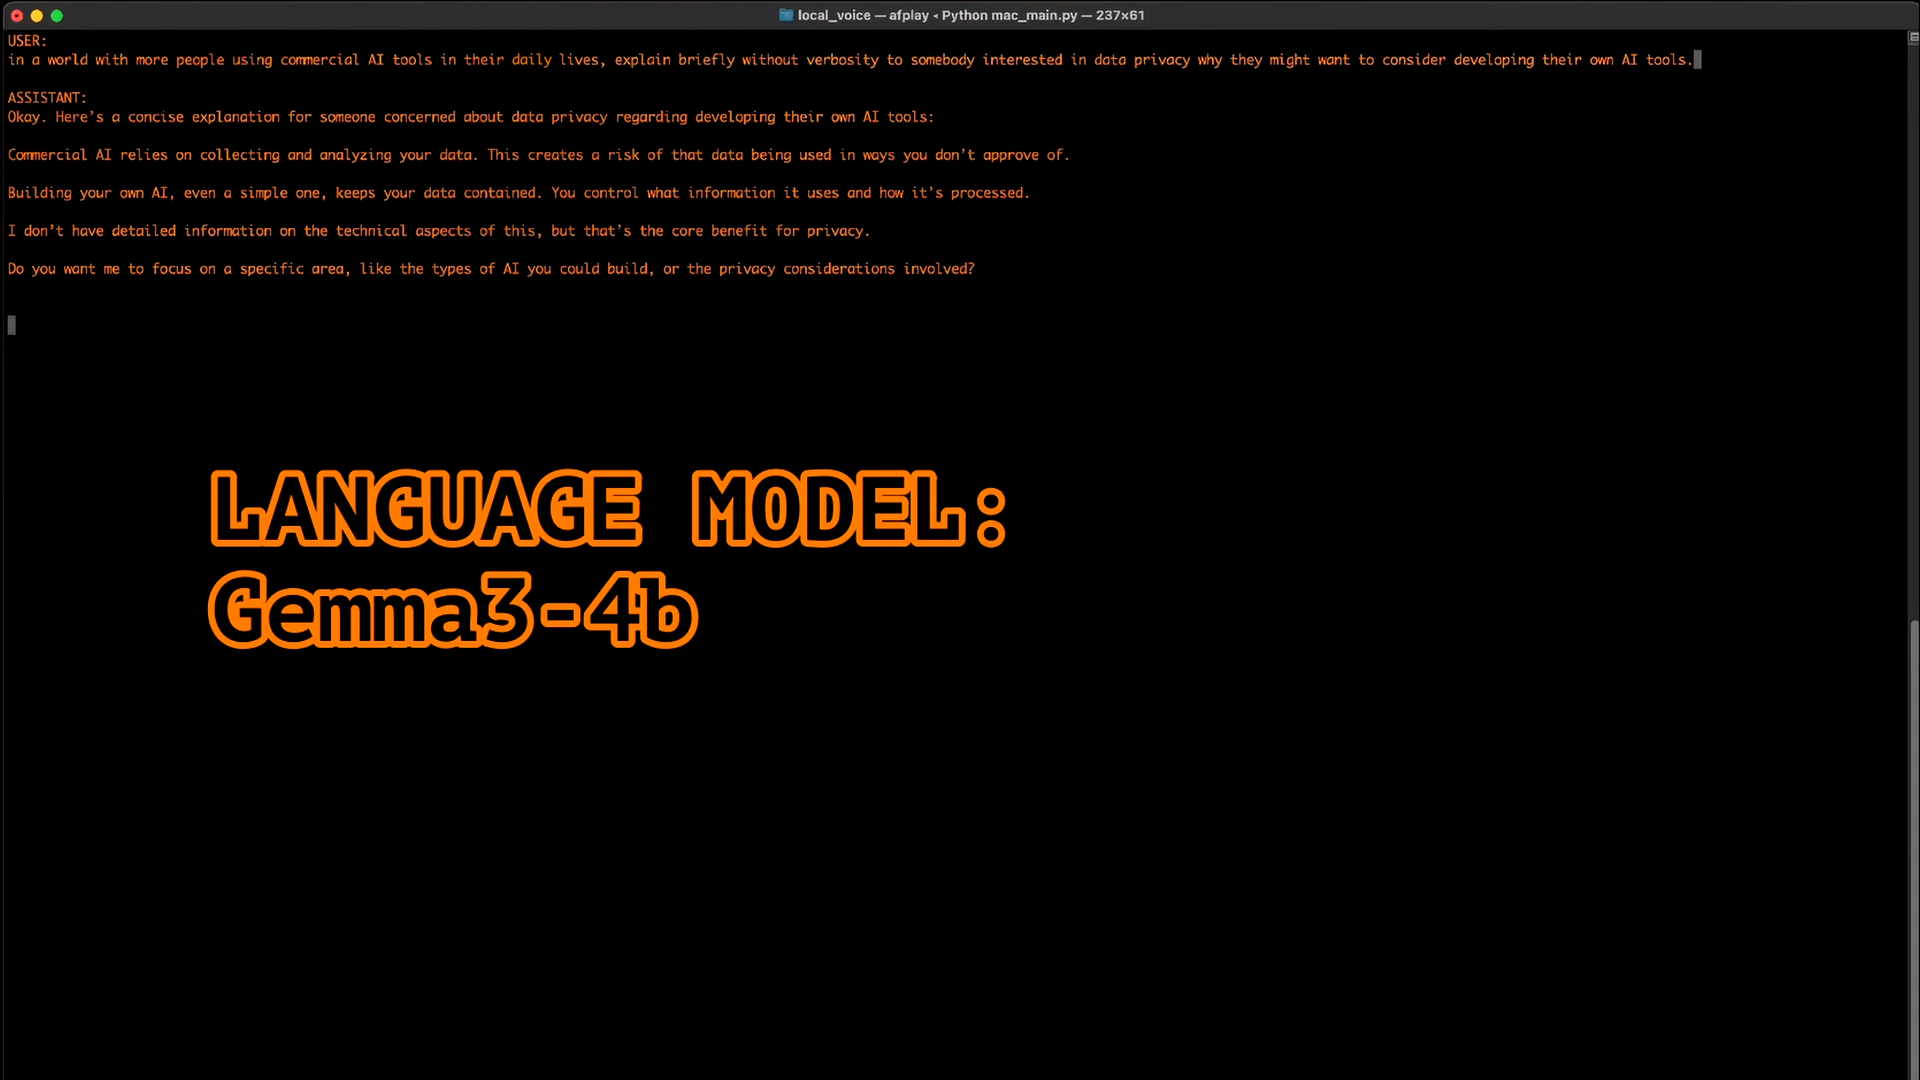 local_voice — afplay ◂ Python mac_main.py — 237×61
USER:
in a world with more people using commercial AI tools in their daily lives, explain briefly without verbosity to somebody interested in data privacy why they might want to consider developing their own AI tools.
ASSISTANT:
Okay. Here's a concise explanation for someone concerned about data privacy regarding developing their own AI tools:
Commercial AI relies on collecting and analyzing your data. This creates a risk of that data being used in ways you don't approve of.
Building your own AI, even a simple one, keeps your data contained. You control what information it uses and how it's processed.
I don't have detailed information on the technical aspects of this, but that's the core benefit for privacy.
Do you want me to focus on a specific area, like the types of AI you could build, or the privacy considerations involved?
LANGUAGE MODEL:
Gemma3-4b